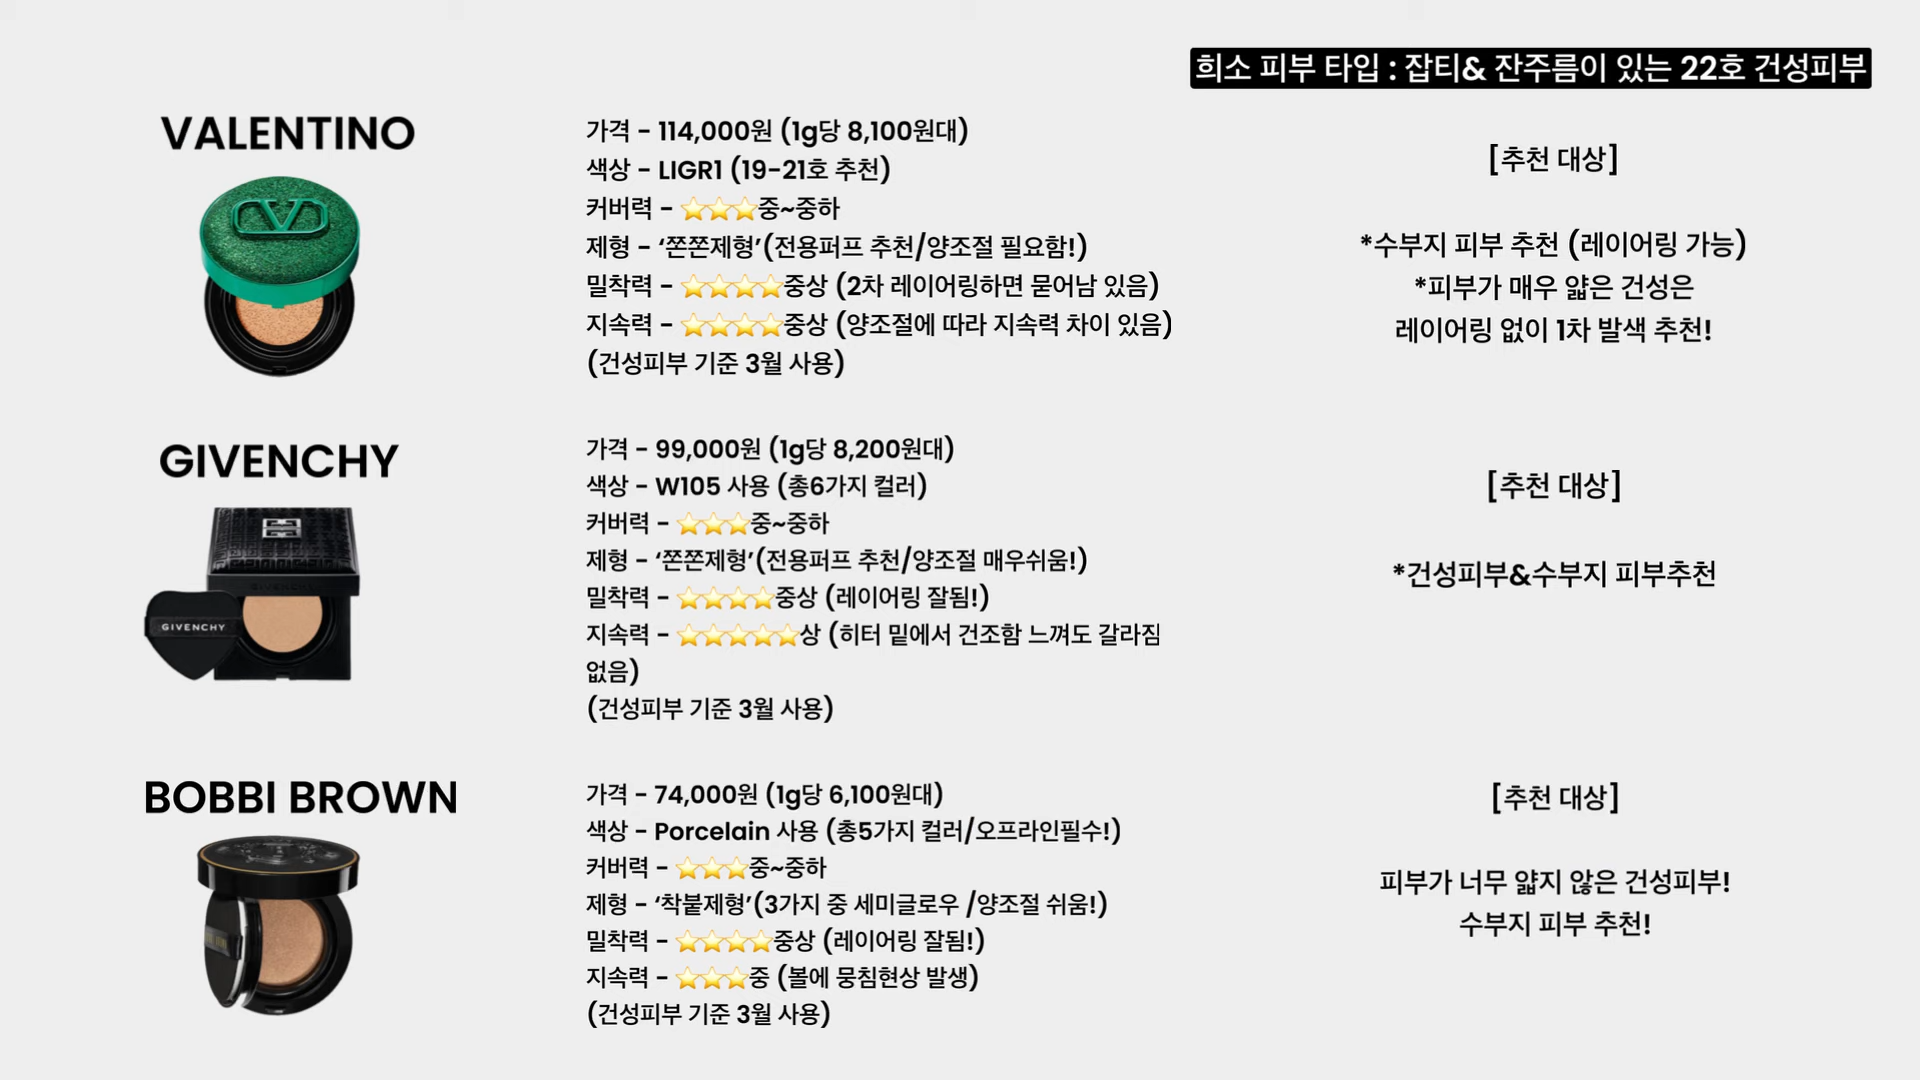 희소 피부 타입 : 잡티& 잔주름이 있는 22호 건성피부
VALENTINO
가격 - 114,000원 (1g당 8,100원대)
색상 - LIGR1 (19-21호 추천)
커버력 - ⭐⭐⭐중~중하
제형 - ‘쫀쫀제형’(전용퍼프 추천/양조절 필요함!)
밀착력 - ⭐⭐⭐⭐중상 (2차 레이어링하면 묻어남 있음)
지속력 - ⭐⭐⭐⭐중상 (양조절에 따라 지속력 차이 있음)
(건성피부 기준 3월 사용)
[추천 대상]
*수부지 피부 추천 (레이어링 가능)
*피부가 매우 얇은 건성은
레이어링 없이 1차 발색 추천!
GIVENCHY
GIVENCHY
GIVENCHY
가격 - 99,000원 (1g당 8,200원대)
색상 - W105 사용 (총6가지 컬러)
커버력 - ⭐⭐⭐중~중하
제형 - ‘쫀쫀제형’(전용퍼프 추천/양조절 매우쉬움!)
밀착력 - ⭐⭐⭐⭐중상 (레이어링 잘됨!)
지속력 - ⭐⭐⭐⭐⭐상 (히터 밑에서 건조함 느껴도 갈라짐
없음)
(건성피부 기준 3월 사용)
[추천 대상]
*건성피부&수부지 피부추천
BOBBI BROWN
가격 - 74,000원 (1g당 6,100원대)
색상 - Porcelain 사용 (총5가지 컬러/오프라인필수!)
커버력 - ⭐⭐⭐중~중하
제형 - ‘착붙제형’(3가지 중 세미글로우 /양조절 쉬움!)
밀착력 - ⭐⭐⭐⭐중상 (레이어링 잘됨!)
지속력 - ⭐⭐⭐중 (볼에 뭉침현상 발생)
(건성피부 기준 3월 사용)
[추천 대상]
피부가 너무 얇지 않은 건성피부!
수부지 피부 추천!